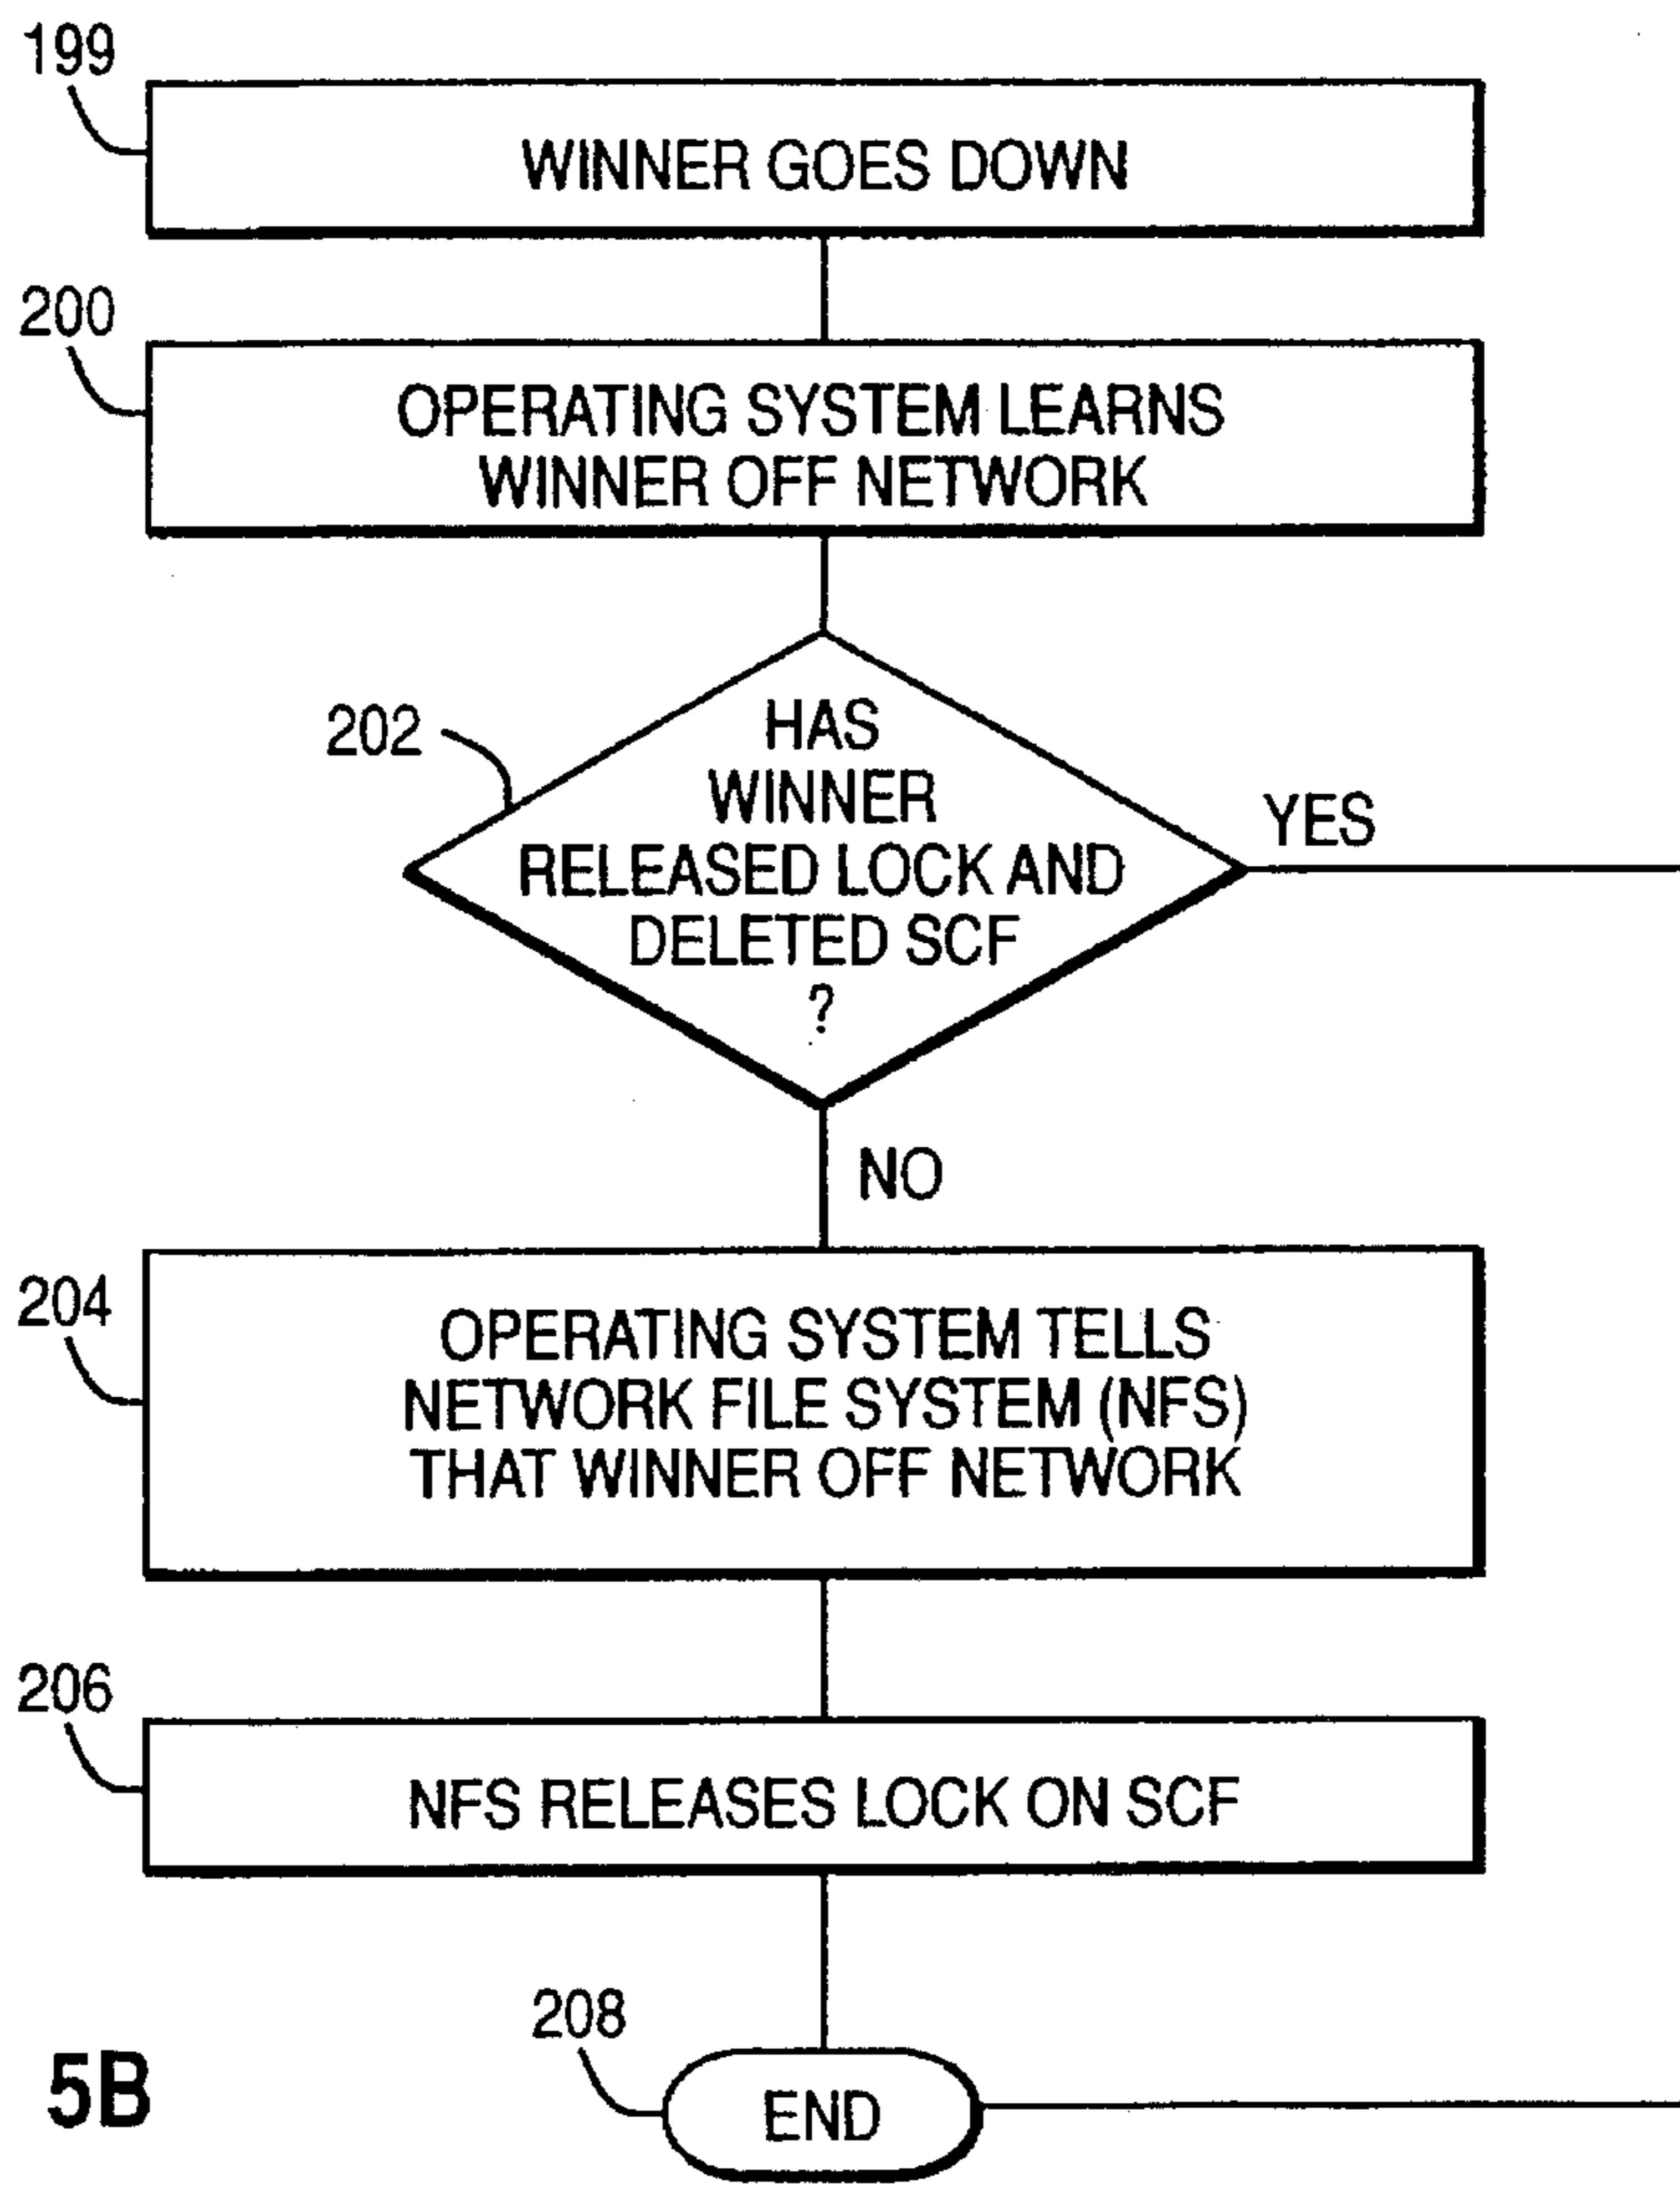 199
WINNER GOES DOWN
200
OPERATING SYSTEM LEARNS
WINNER OFF NETWORK
202
HAS
WINNER
RELEASED LOCK AND
DELETED SCF
?
YES
NO
204
OPERATING SYSTEM TELLS
NETWORK FILE SYSTEM (NFS)
THAT WINNER OFF NETWORK
206
NFS RELEASES LOCK ON SCF
208
END
5B